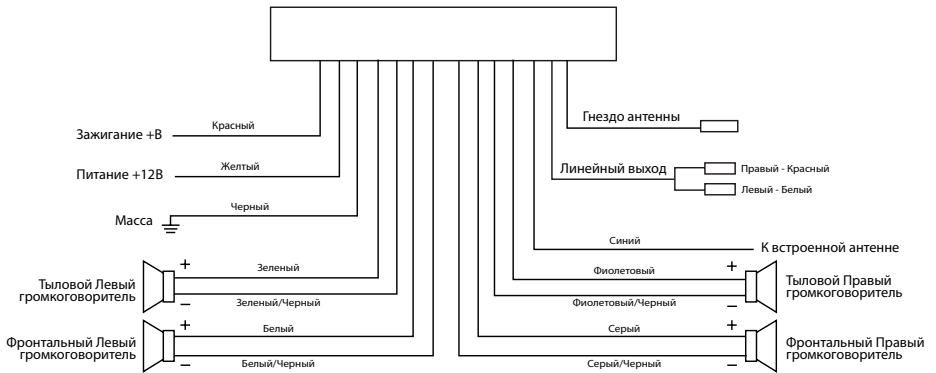 Гнездо антенны
Красный
Зажигание +В
Линейный выход
Правый - Красный
Желтый
Питание +12В
Левый - Белый
Черный
Масса
Синий
К встроенной антенне
Зеленый
+
Тыловой Левый
громкоговоритель
Зеленый/Черный
–
Фиолетовый
+
Тыловой Правый
громкоговоритель
Фиолетовый/Черный
–
Белый
+
Фронтальный Левый
громкоговоритель
Белый/Черный
–
Серый
+
Фронтальный Правый
громкоговоритель
Серый/Черный
–